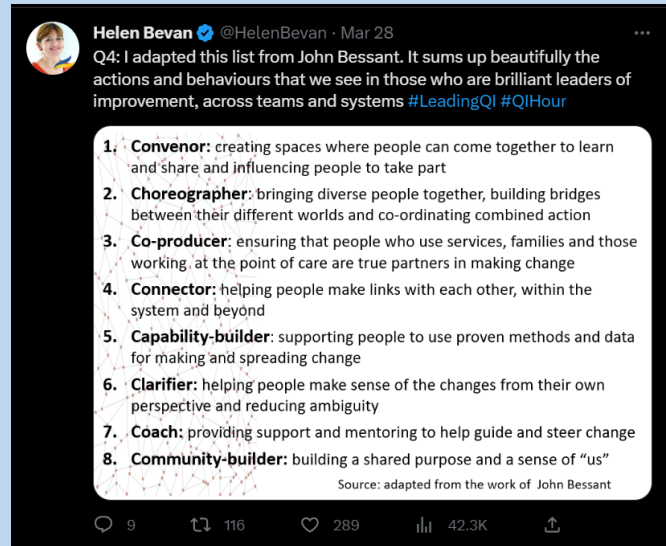 Helen Bevan @HelenBevan · Mar 28
Q4: I adapted this list from John Bessant. It sums up beautifully the
actions and behaviours that we see in those who are brilliant leaders of
improvement, across teams and systems #LeadingQI #QIHour
1. Convenor: creating spaces where people can come together to learn
and share and influencing people to take part
2. Choreographer: bringing diverse people together, building bridges
between their different worlds and co-ordinating combined action
3. Co-producer: ensuring that people who use services, families and those
working at the point of care are true partners in making change
4. Connector: helping people make links with each other, within the
system and beyond
5. Capability-builder: supporting people to use proven methods and data
for making and spreading change
6. Clarifier: helping people make sense of the changes from their own
perspective and reducing ambiguity
7. Coach: providing support and mentoring to help guide and steer change
8. Community-builder: building a shared purpose and a sense of “us”
Source: adapted from the work of John Bessant
9 116 289 42.3K